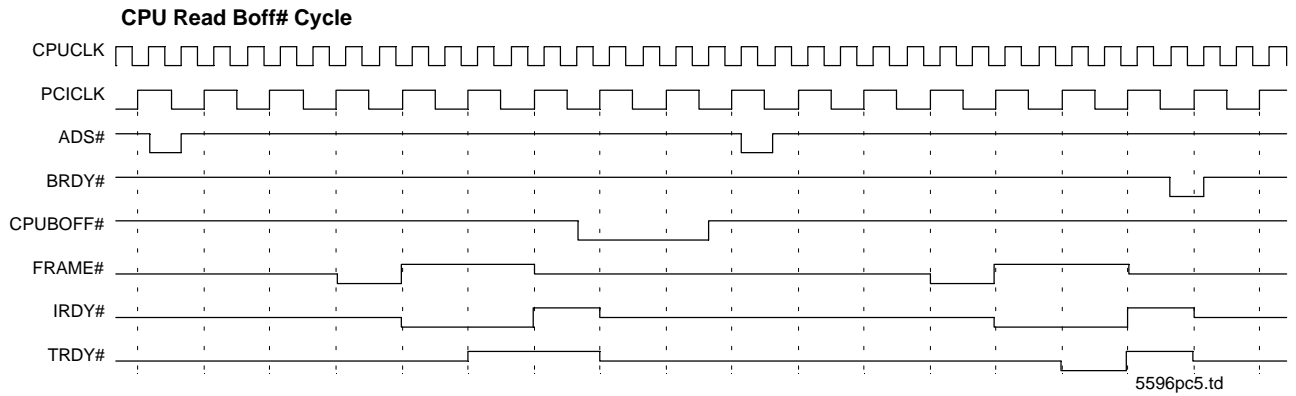 CPU Read Boff# Cycle
CPUCLK
PCICLK
ADS#
BRDY#
CPUBOFF#
FRAME#
IRDY#
TRDY#
5596pc5.td